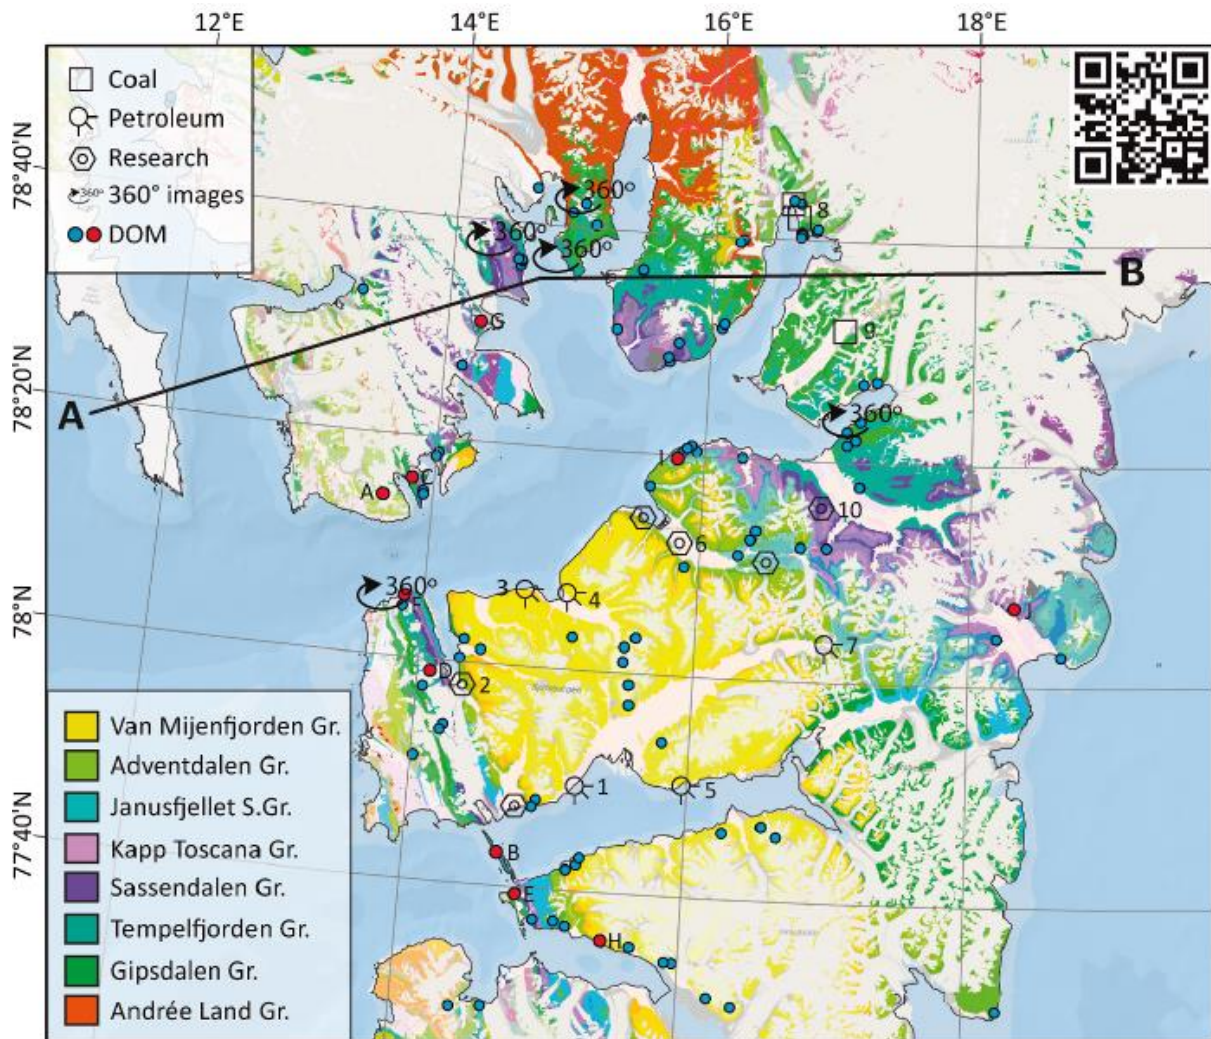 12°E 14°E 16°E 18°E
78°40'N
78°20'N
78°N
77°40'N
Coal
Petroleum
Research
360° 360° images
DOM
360°
360°
360°
8
B
G
9
A
360°
A
C
I
10
6
360°
F
3
4
J
7
D
2
1
5
B
E
H
Van Mijenfjorden Gr.
Adventdalen Gr.
Janusfjellet S.Gr.
Kapp Toscana Gr.
Sassendalen Gr.
Tempelfjorden Gr.
Gipsdalen Gr.
Andrée Land Gr.